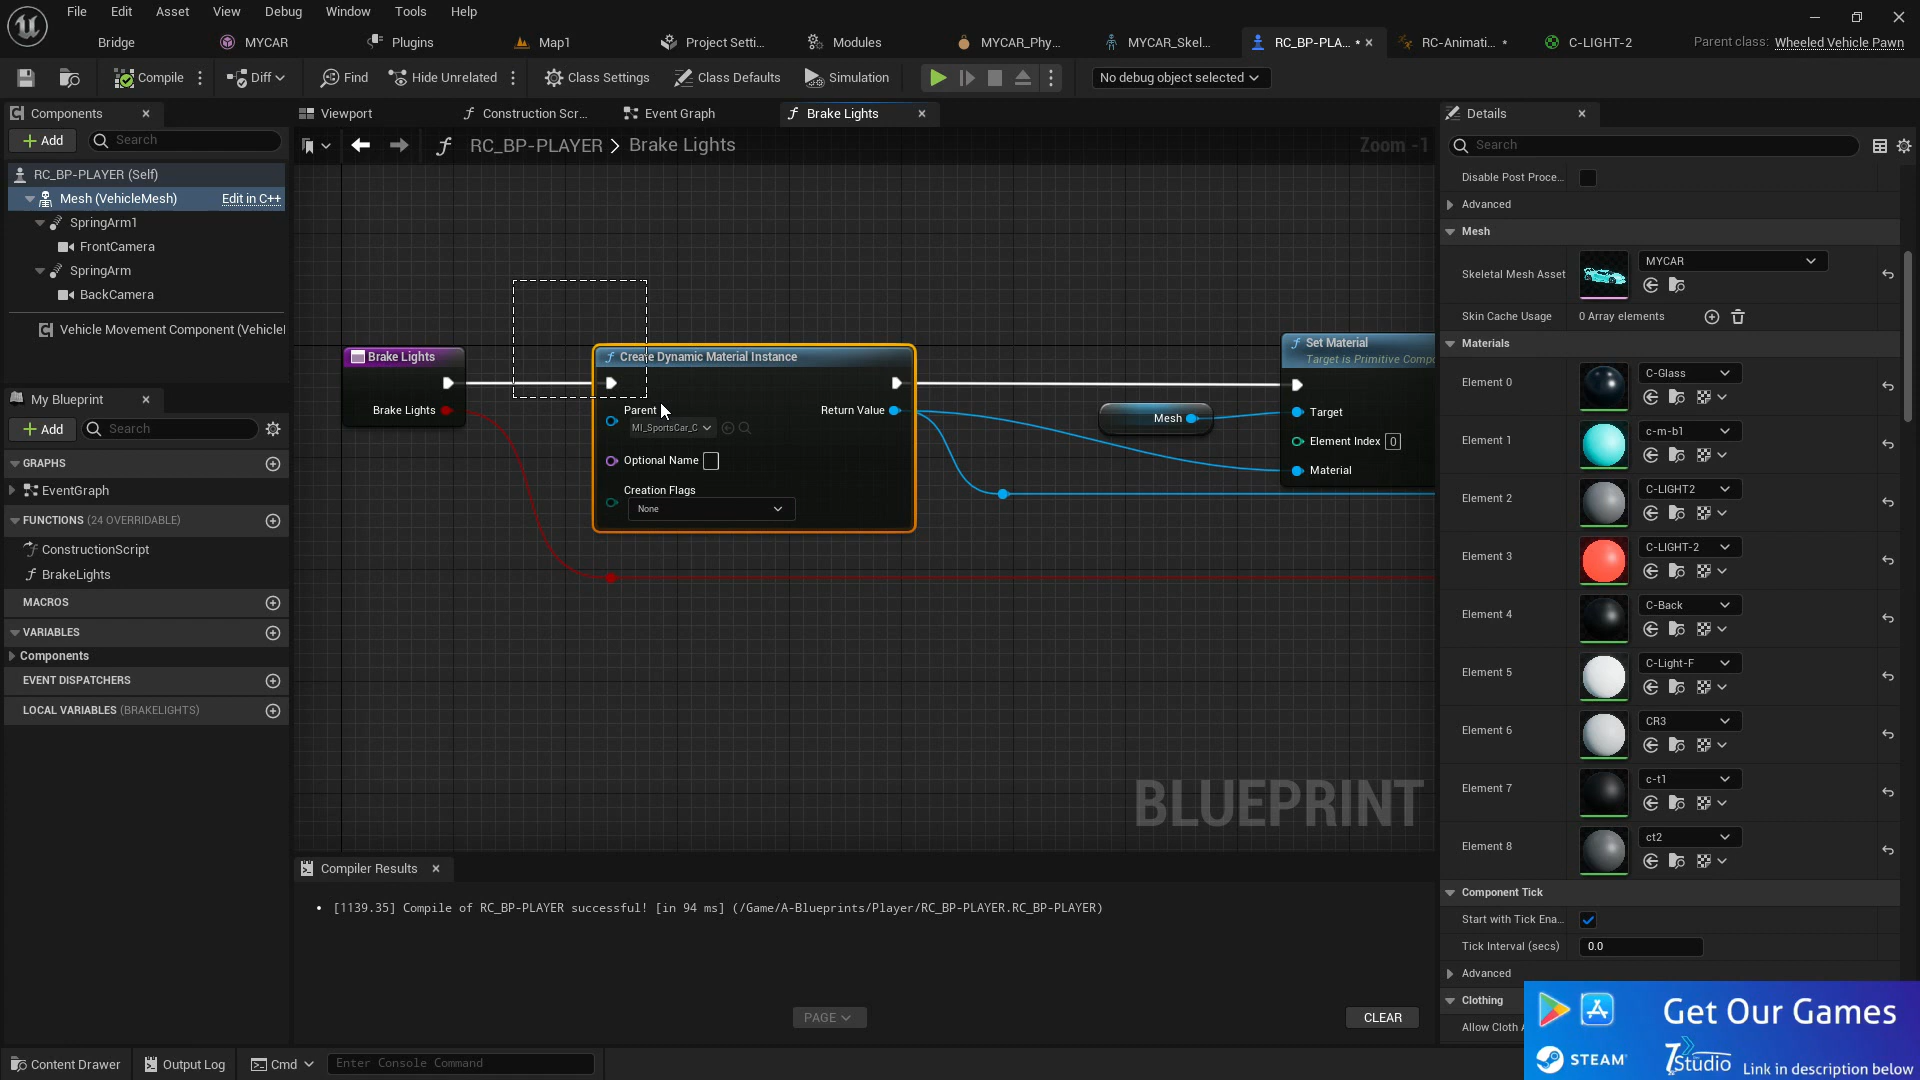 File Edit Asset View Debug Window Tools Help
Bridge MYCAR Plugins Map1 Project Setti... Modules MYCAR_Phy... MYCAR_Skel... RC_BP-PLA... • RC-Animati... • C-LIGHT-2 Parent class: Wheeled Vehicle Pawn
Compile Diff Find Hide Unrelated Class Settings Class Defaults Simulation No debug object selected
Components
Add Search
RC_BP-PLAYER (Self)
Mesh (VehicleMesh) Edit in C++
SpringArm1
FrontCamera
SpringArm
BackCamera
Vehicle Movement Component (Vehicle
My Blueprint
Add Search
GRAPHS
EventGraph
FUNCTIONS (24 OVERRIDABLE)
ConstructionScript
BrakeLights
MACROS
VARIABLES
Components
EVENT DISPATCHERS
LOCAL VARIABLES (BRAKELIGHTS)
Viewport Construction Scr... Event Graph Brake Lights
RC_BP-PLAYER > Brake Lights Zoom -1
Brake Lights
Brake Lights
Create Dynamic Material Instance
Parent
MI_SportsCar_C
Return Value
Optional Name
Creation Flags
None
Mesh
Set Material
Target is Primitive Compo
Target
Element Index 0
Material
BLUEPRINT
Compiler Results
• [1139.35] Compile of RC_BP-PLAYER successful! [in 94 ms] (/Game/A-Blueprints/Player/RC_BP-PLAYER.RC_BP-PLAYER)
PAGE CLEAR
Details
Search
Disable Post Proce...
Advanced
Mesh
Skeletal Mesh Asset MYCAR
Skin Cache Usage 0 Array elements
Materials
Element 0 C-Glass
Element 1 c-m-b1
Element 2 C-LIGHT2
Element 3 C-LIGHT-2
Element 4 C-Back
Element 5 C-Light-F
Element 6 CR3
Element 7 c-t1
Element 8 ct2
Component Tick
Start with Tick Ena...
Tick Interval (secs) 0.0
Advanced
Clothing
Allow Cloth A
Get Our Games
STEAM 7Studio Link in description below
Content Drawer Output Log Cmd Enter Console Command